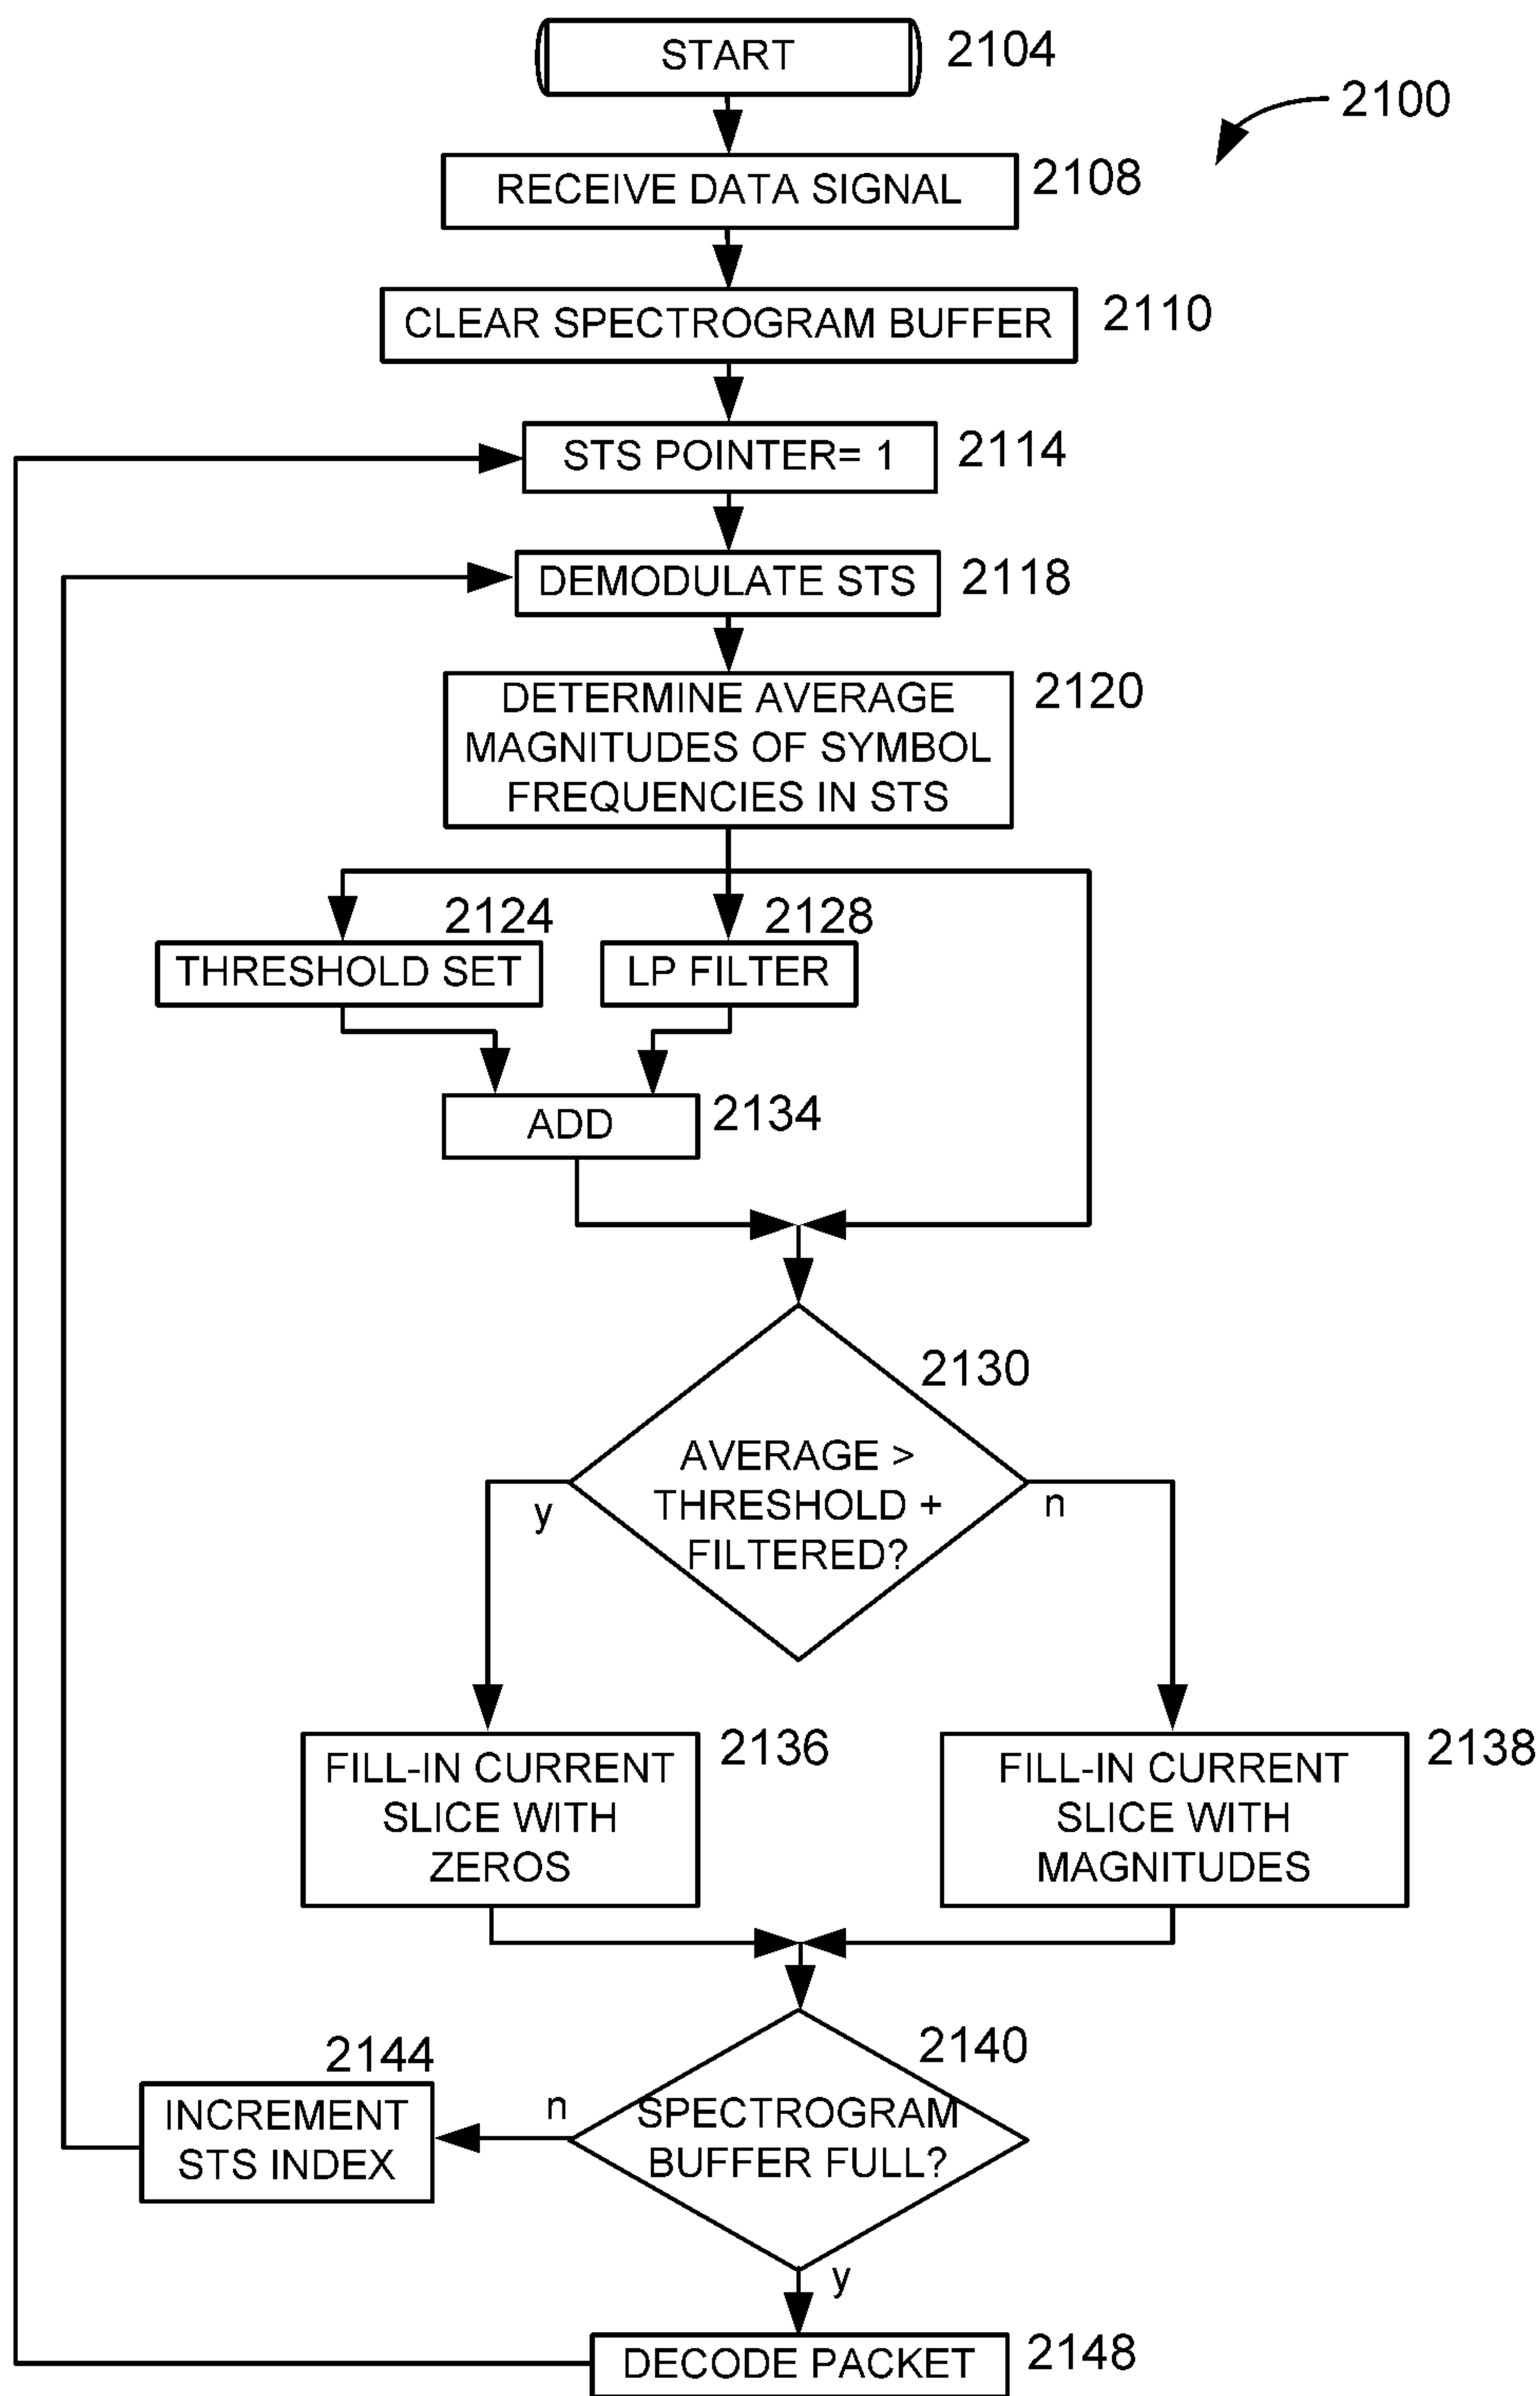 START 2104
2100
RECEIVE DATA SIGNAL 2108
CLEAR SPECTROGRAM BUFFER 2110
STS POINTER= 1 2114
DEMODULATE STS 2118
DETERMINE AVERAGE 2120
MAGNITUDES OF SYMBOL
FREQUENCIES IN STS
2124 2128
THRESHOLD SET LP FILTER
ADD 2134
2130
AVERAGE >
THRESHOLD +
FILTERED?
y n
FILL-IN CURRENT 2136
SLICE WITH
ZEROS
FILL-IN CURRENT 2138
SLICE WITH
MAGNITUDES
2140
SPECTROGRAM
BUFFER FULL?
n
2144
INCREMENT
STS INDEX
y
DECODE PACKET 2148